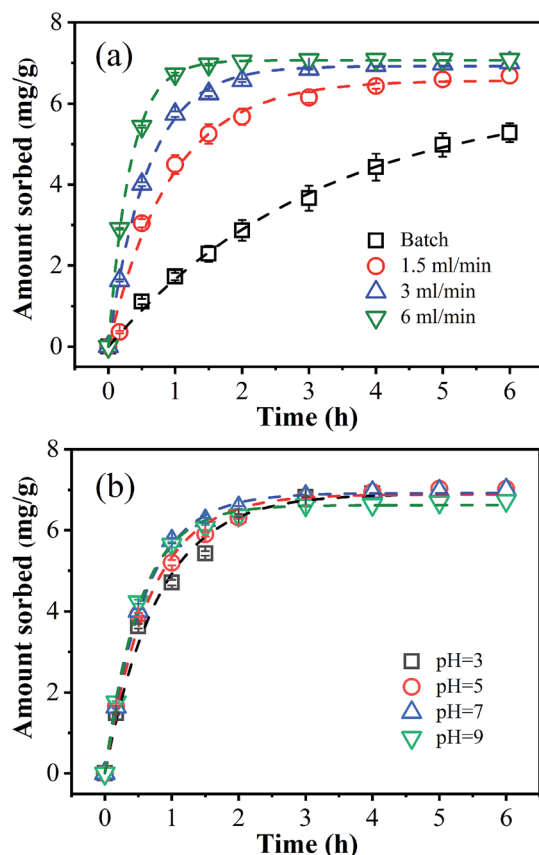 (a)
Amount sorbed (mg/g)
8
6
4
2
0
Batch
1.5 ml/min
3 ml/min
6 ml/min
0 1 2 3 4 5 6
Time (h)
(b)
Amount sorbed (mg/g)
8
6
4
2
0
pH=3
pH=5
pH=7
pH=9
0 1 2 3 4 5 6
Time (h)